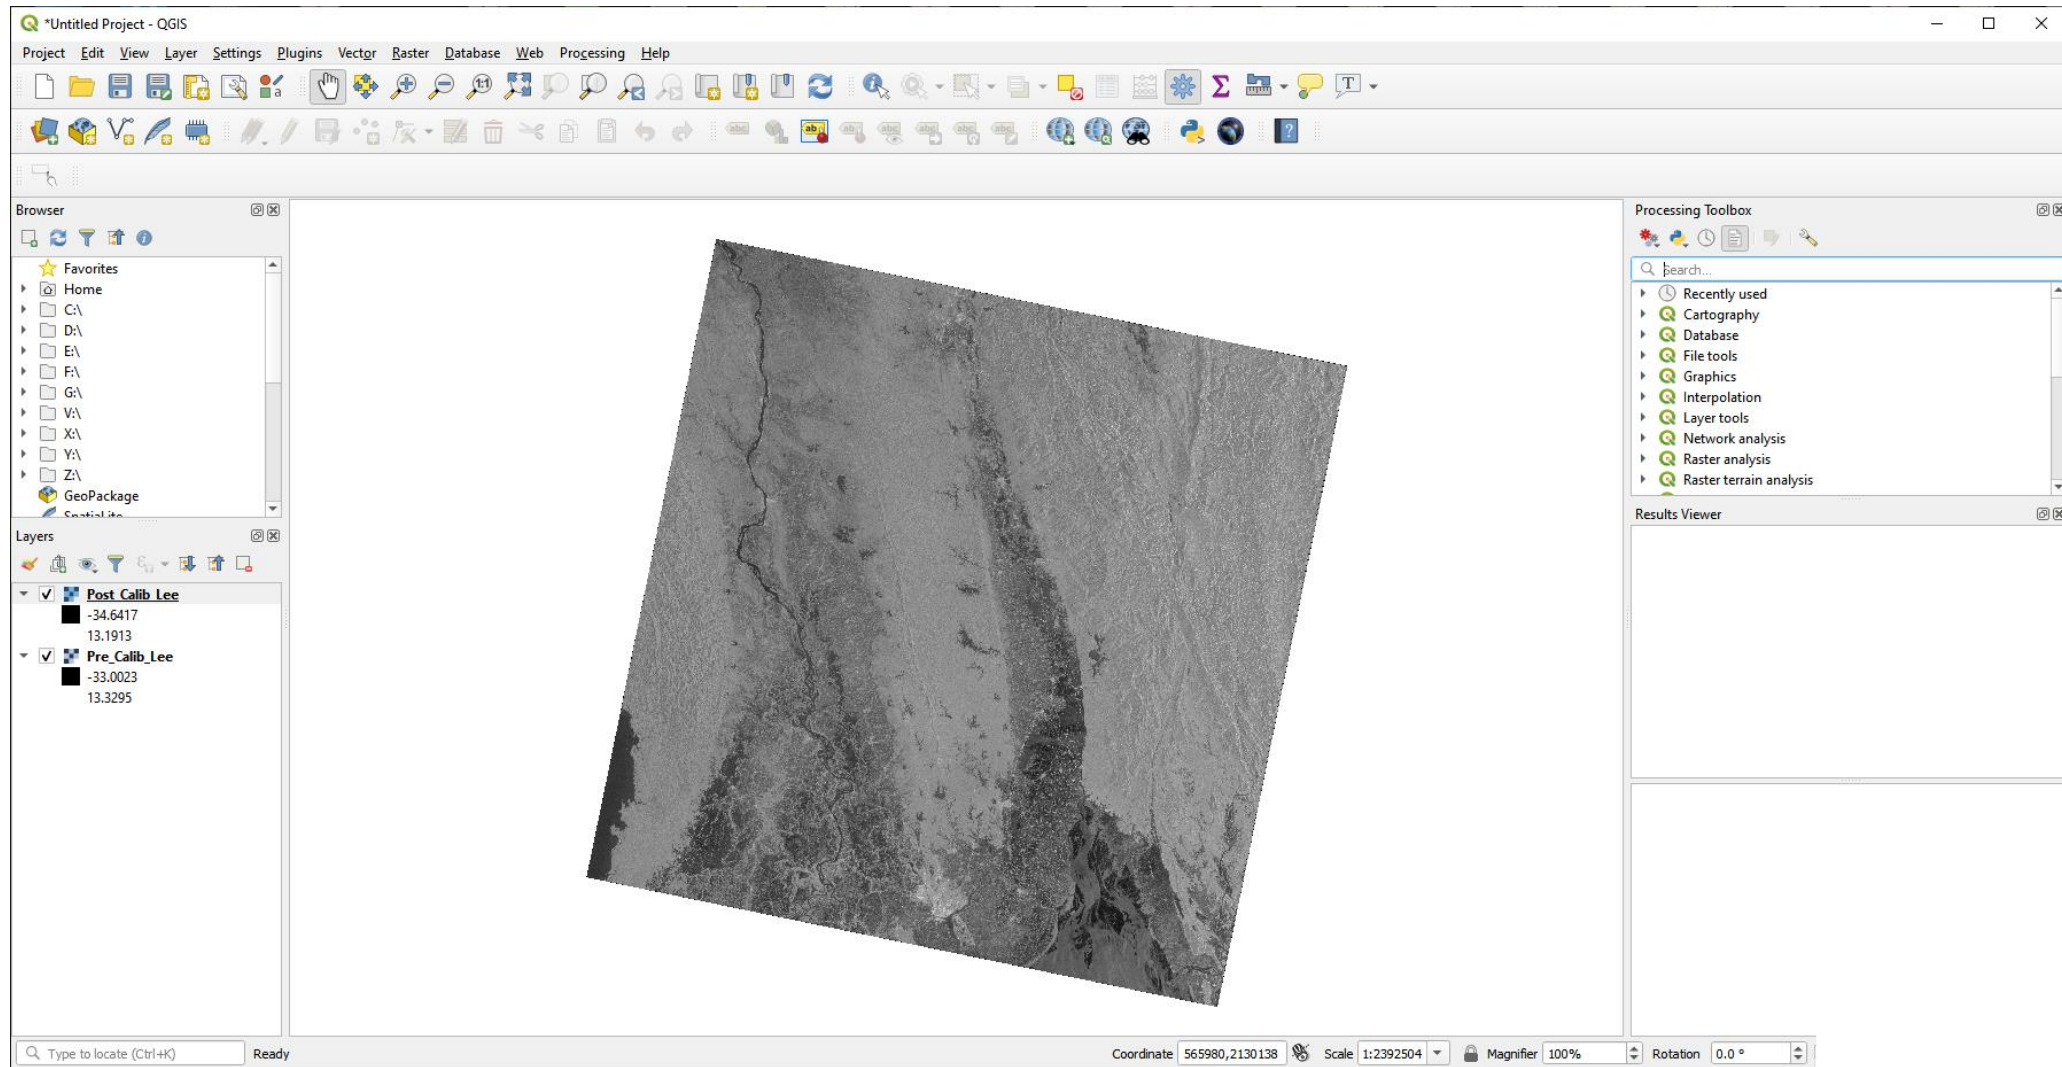 *Untitled Project - QGIS
Project Edit View Layer Settings Plugins Vector Raster Database Web Processing Help
Browser
Favorites
Home
C:\
D:\
E:\
F:\
G:\
V:\
X:\
Y:\
Z:\
GeoPackage
SpatiaLite
Layers
Post_Calib_Lee
-34.6417
13.1913
Pre_Calib_Lee
-33.0023
13.3295
Processing Toolbox
Search...
Recently used
Cartography
Database
File tools
Graphics
Interpolation
Layer tools
Network analysis
Raster analysis
Raster terrain analysis
Results Viewer
Type to locate (Ctrl+K) Ready Coordinate 565980,2130138 Scale 1:2392504 Magnifier 100% Rotation 0.0 °